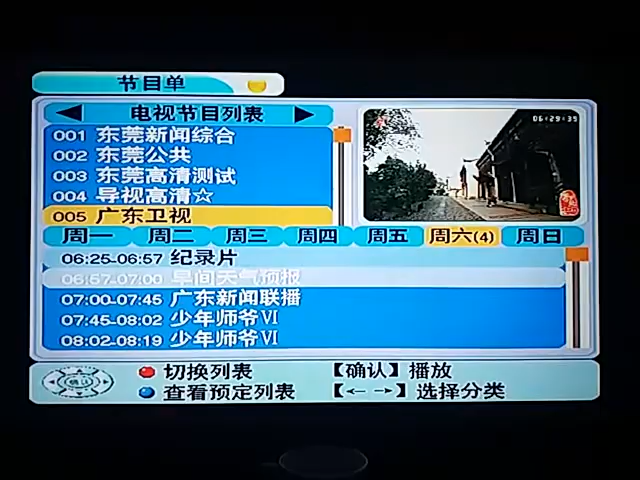 节目单
电视节目列表
001 东莞新闻综合
002 东莞公共
003 东莞高清测试
004 导视高清☆
005 广东卫视
06:29:39
周一 周二 周三 周四 周五 周六(4) 周日
06:25-06:57 纪录片
06:57-07:00 早间天气预报
07:00-07:45 广东新闻联播
07:45-08:02 少年师爷Ⅵ
08:02-08:19 少年师爷Ⅵ
确认
切换列表 【确认】播放
查看预定列表 【←- -→】选择分类